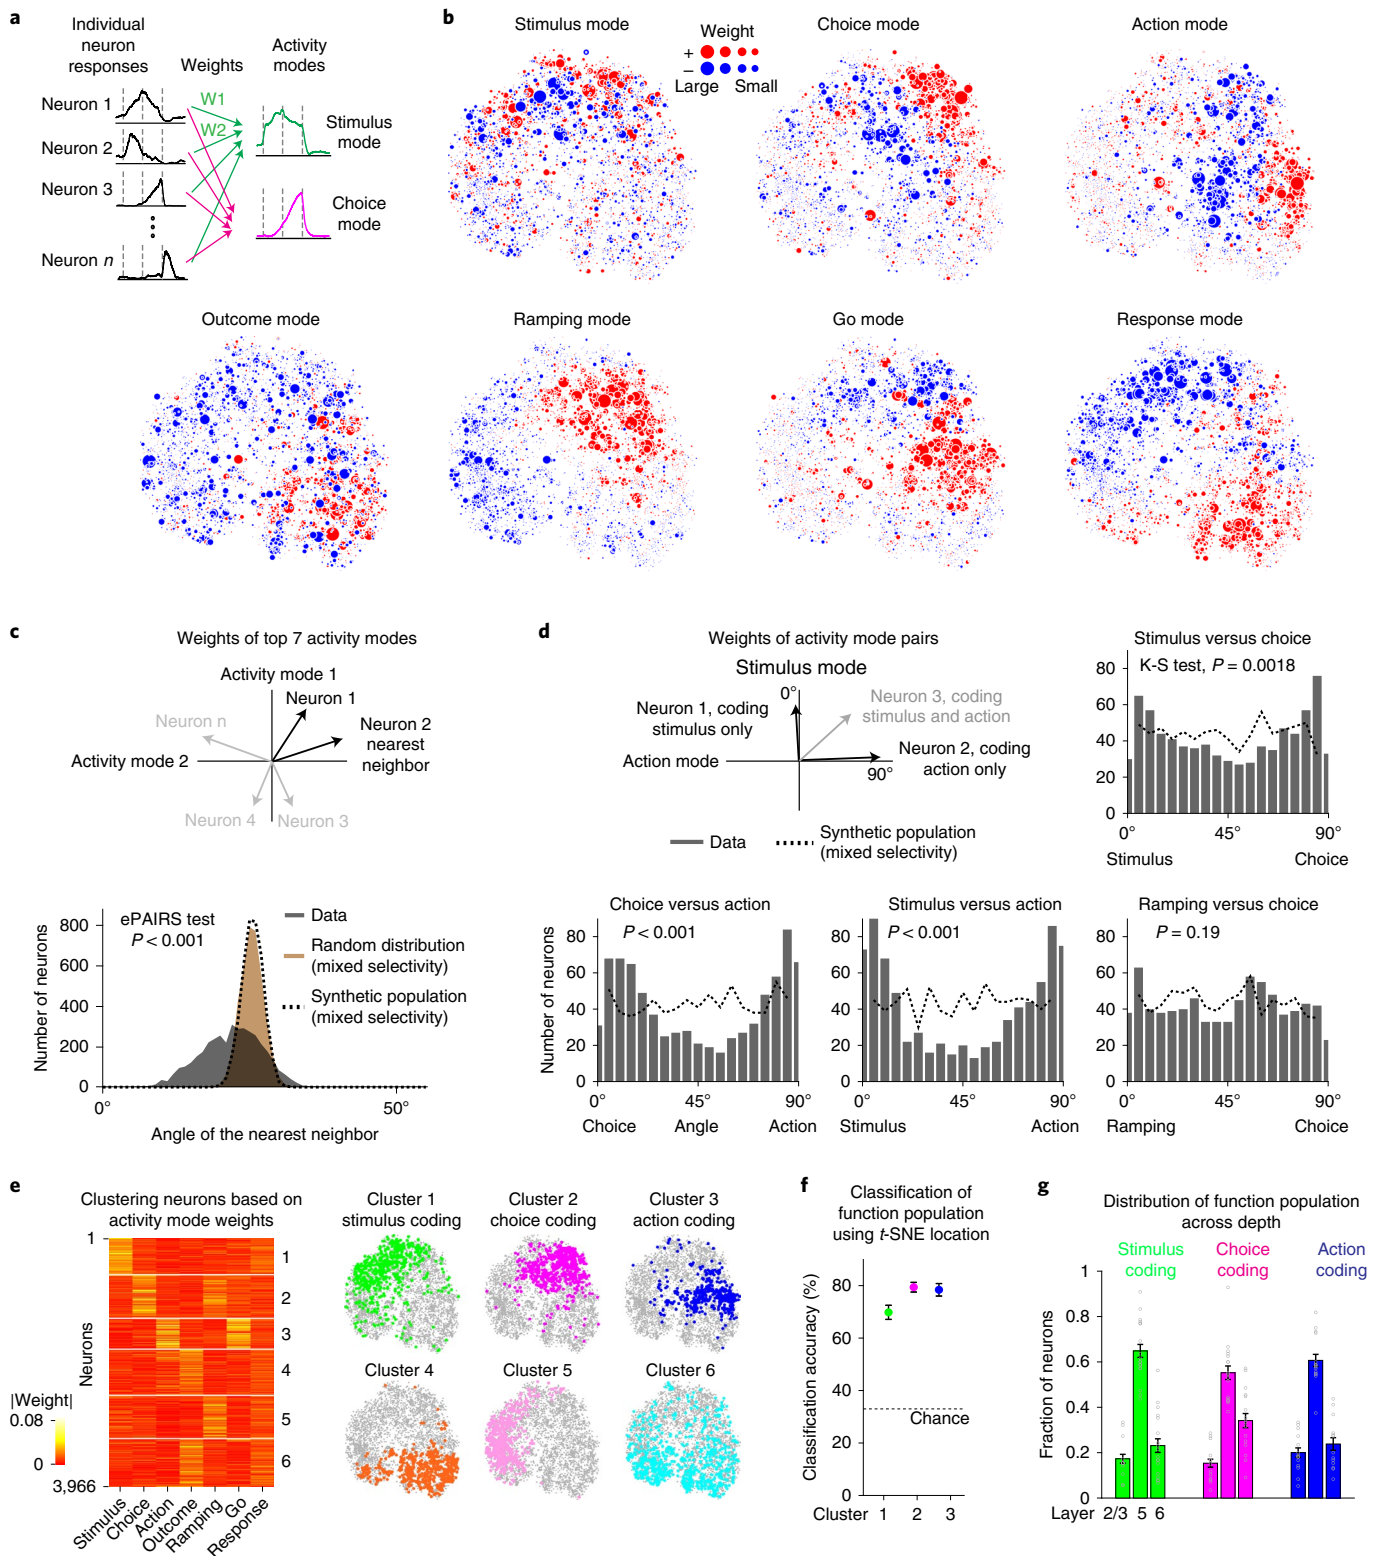 a
Individual
neuron
responses
Weights
Activity
modes
Neuron 1
Neuron 2
Neuron 3
Neuron n
W1
W2
Stimulus
mode
Choice
mode
b
Stimulus mode
Weight
+
–
Large Small
Choice mode
Action mode
Outcome mode
Ramping mode
Go mode
Response mode
c
Weights of top 7 activity modes
Activity mode 1
Neuron 1
Neuron n
Neuron 2
nearest
neighbor
Activity mode 2
Neuron 4
Neuron 3
ePAIRS test
P < 0.001
Data
Random distribution
(mixed selectivity)
Synthetic population
(mixed selectivity)
Number of neurons
800
600
400
200
0
0° 50°
Angle of the nearest neighbor
d
Weights of activity mode pairs
Stimulus mode
0°
Neuron 1, coding
stimulus only
Neuron 3, coding
stimulus and action
Action mode
Neuron 2, coding
action only
90°
Data
Synthetic population
(mixed selectivity)
Stimulus versus choice
K-S test, P = 0.0018
80
60
40
20
0
0° 45° 90°
Stimulus Choice
Choice versus action
P < 0.001
Number of neurons
80
60
40
20
0
0° 45° 90°
Choice Angle Action
Stimulus versus action
P < 0.001
80
60
40
20
0
0° 45° 90°
Stimulus Action
Ramping versus choice
P = 0.19
80
60
40
20
0
0° 45° 90°
Ramping Choice
e
Clustering neurons based on
activity mode weights
1
Neurons
3,966
|Weight|
0.08
0
1
2
3
4
5
6
Stimulus
Choice
Action
Outcome
Ramping
Go
Response
Cluster 1
stimulus coding
Cluster 2
choice coding
Cluster 3
action coding
Cluster 4
Cluster 5
Cluster 6
f
Classification of
function population
using t-SNE location
Classification accuracy (%)
80
60
40
20
0
Chance
Cluster 1 2 3
g
Distribution of function population
across depth
Stimulus
coding
Choice
coding
Action
coding
Fraction of neurons
1
0.8
0.6
0.4
0.2
0
Layer 2/3 5 6